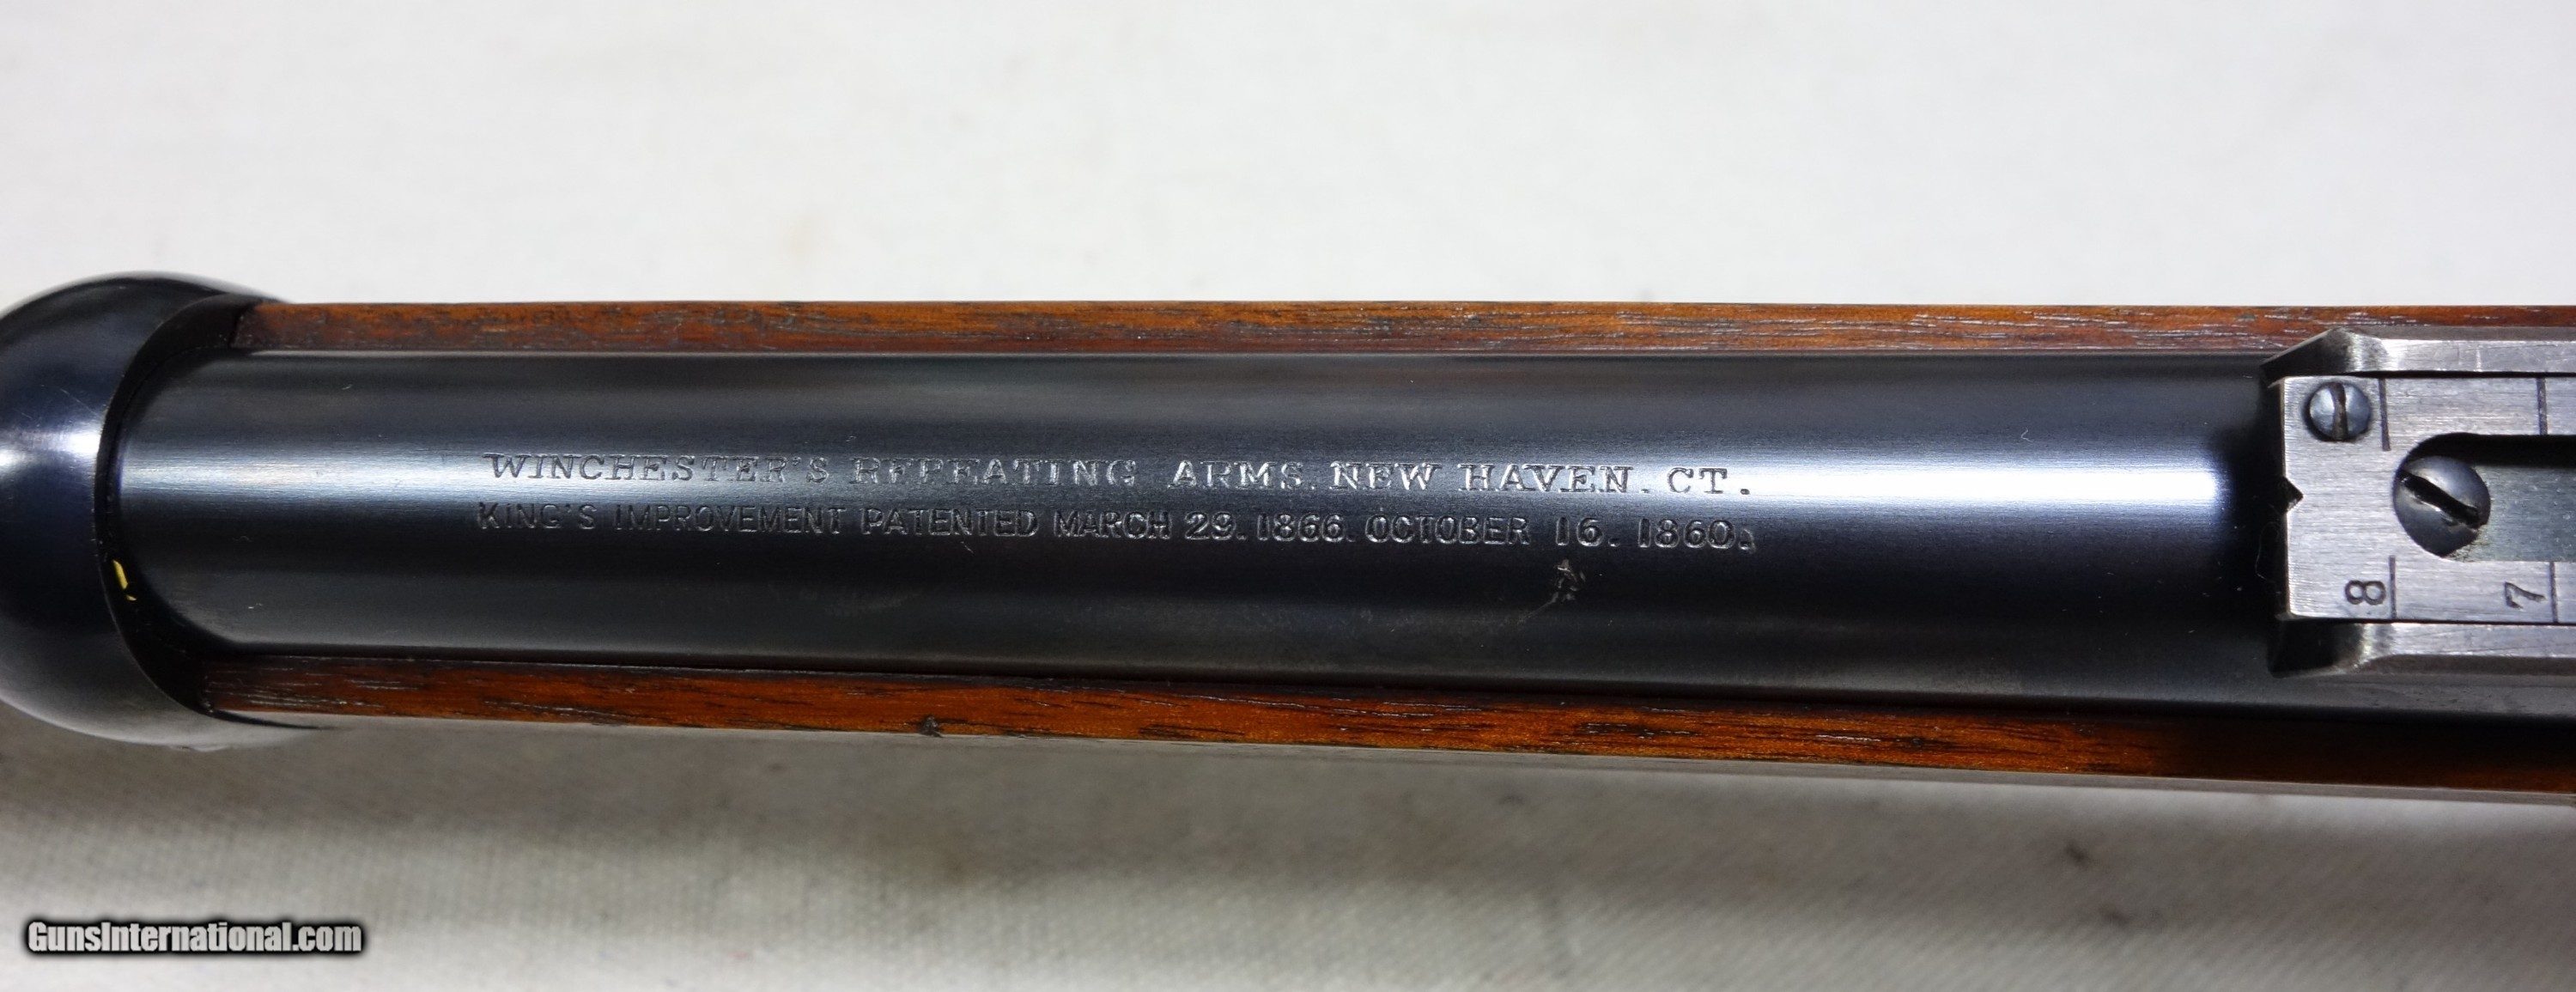 WINCHESTER'S REPEATING ARMS. NEW HAVEN. CT.
KING'S IMPROVEMENT PATENTED MARCH 29. 1866. OCTOBER 16. 1860.
8 7
GunsInternational.com